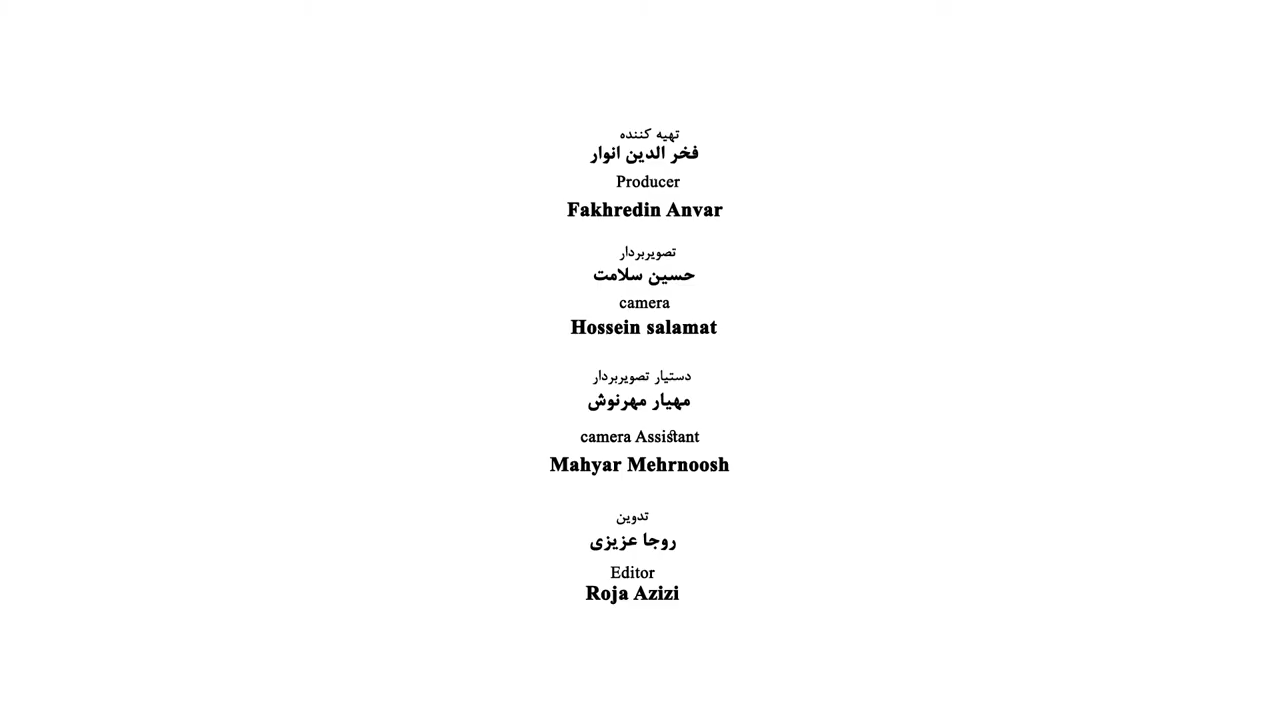 تهیه کننده
فخر الدین انوار
Producer
Fakhredin Anvar
تصویربردار
حسین سلامت
camera
Hossein salamat
دستیار تصویربردار
مهیار مهرنوش
camera Assistant
Mahyar Mehrnoosh
تدوین
روجا عزیزی
Editor
Roja Azizi